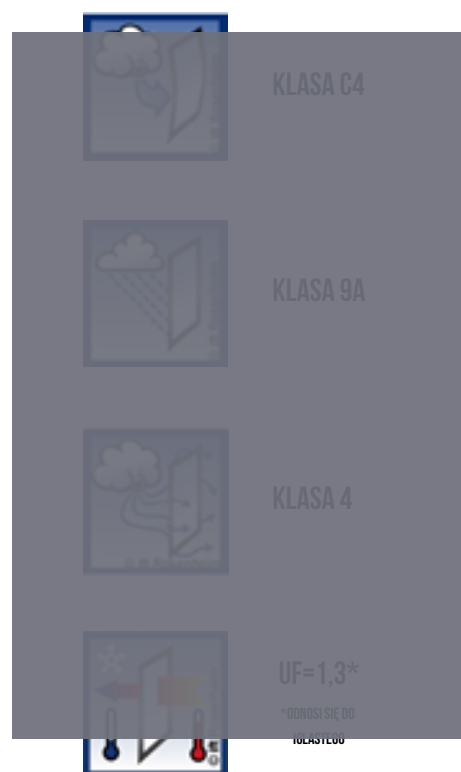 KLASA C4
KLASA 9A
KLASA 4
UF=1,3*
*ODNOSI SIĘ DO
IGLASTEGO